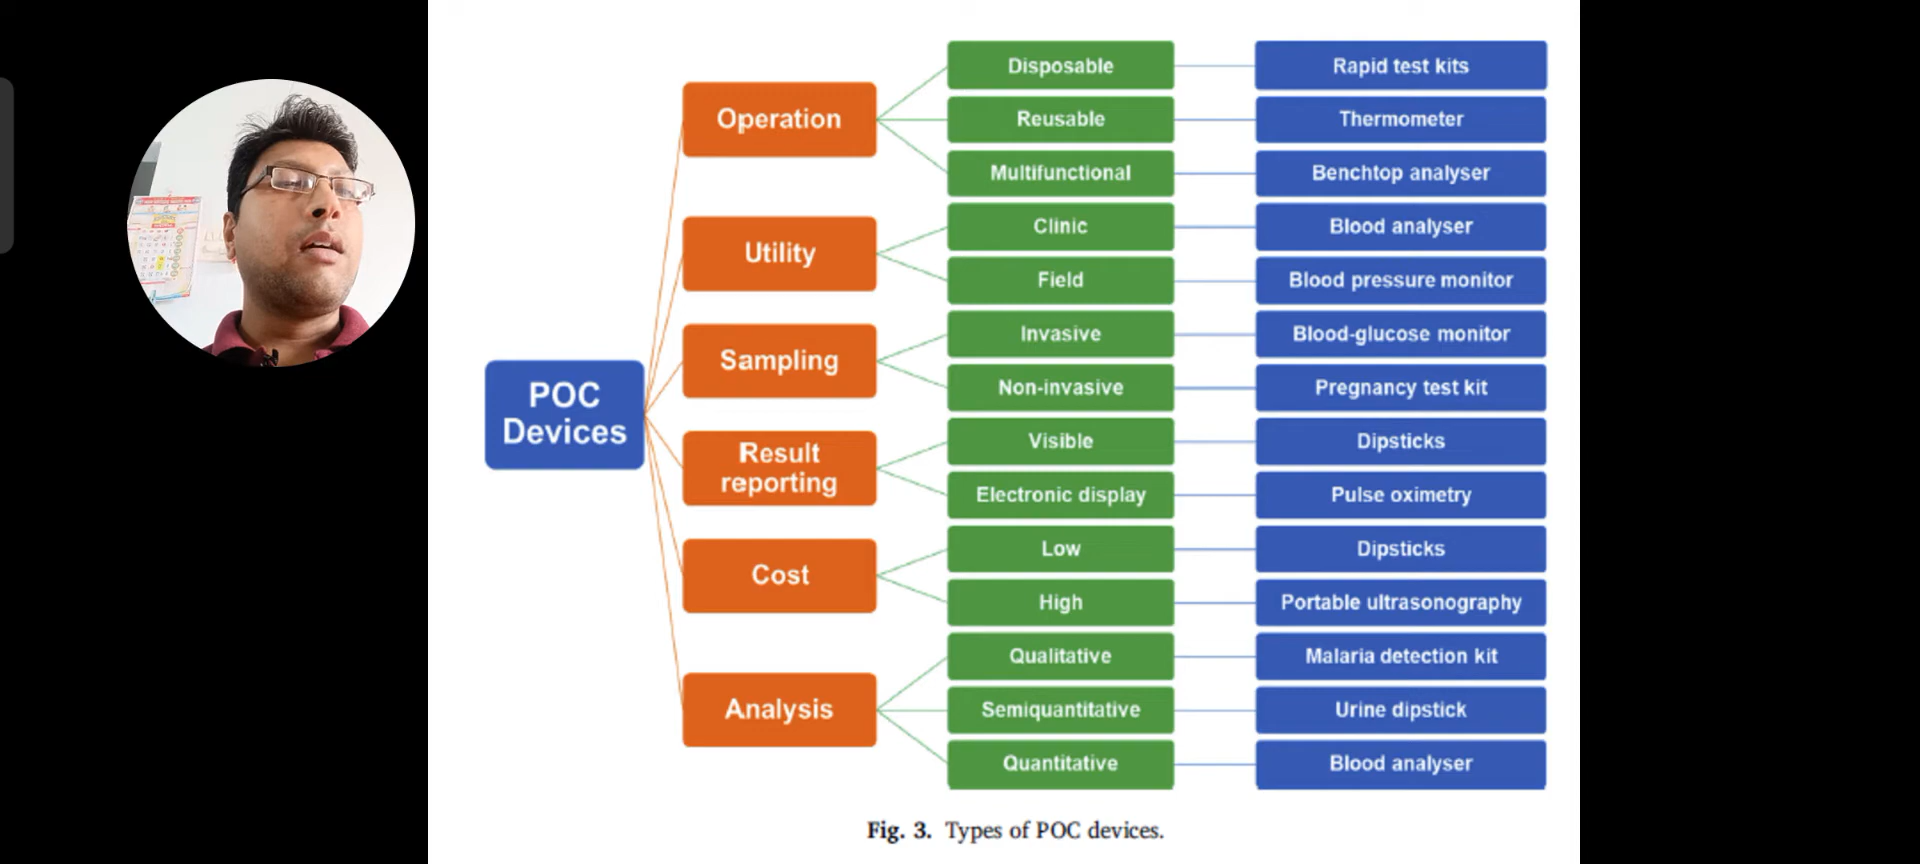 POC
Devices
Operation
Disposable
Rapid test kits
Reusable
Thermometer
Multifunctional
Benchtop analyser
Utility
Clinic
Blood analyser
Field
Blood pressure monitor
Sampling
Invasive
Blood-glucose monitor
Non-invasive
Pregnancy test kit
Result
reporting
Visible
Dipsticks
Electronic display
Pulse oximetry
Cost
Low
Dipsticks
High
Portable ultrasonography
Analysis
Qualitative
Malaria detection kit
Semiquantitative
Urine dipstick
Quantitative
Blood analyser
Fig. 3. Types of POC devices.